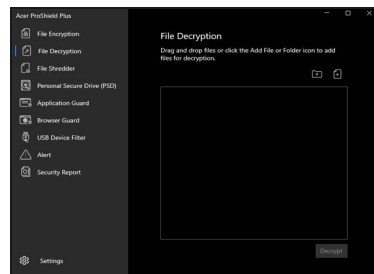 Acer ProShield Plus
File Encryption
File Decryption
File Shredder
Personal Secure Drive (PSD)
Application Guard
Browser Guard
USB Device Filter
Alert
Security Report
Settings
File Decryption
Drag and drop files or click the Add File or Folder icon to add
files for decryption.
Decrypt